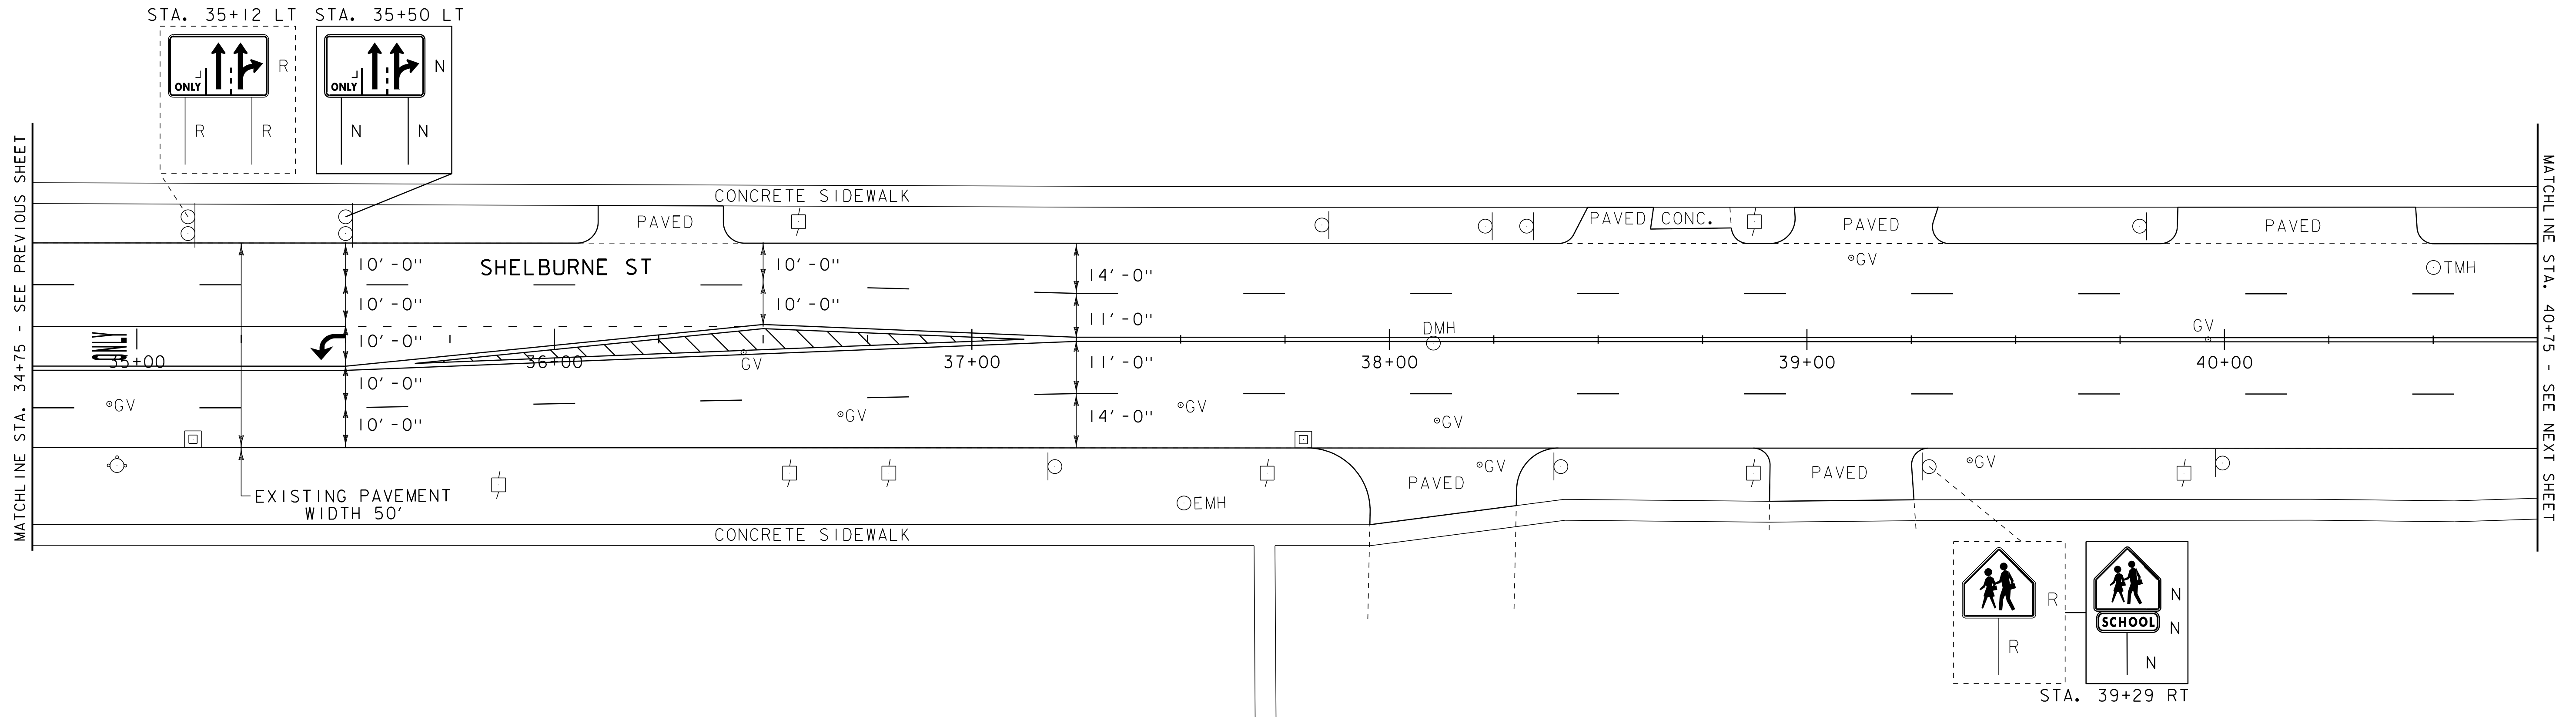 STA. 35+12 LT
STA. 35+50 LT
ONLY
R
R
R
ONLY
N
N
N
MATCHLINE STA. 34+75 - SEE PREVIOUS SHEET
MATCHLINE STA. 40+75 - SEE NEXT SHEET
CONCRETE SIDEWALK
PAVED
PAVED
CONC.
PAVED
PAVED
SHELBURNE ST
10'-0"
10'-0"
10'-0"
10'-0"
10'-0"
10'-0"
10'-0"
14'-0"
11'-0"
11'-0"
14'-0"
GV
TMH
DMH
GV
ONLY
35+00
36+00
37+00
38+00
39+00
40+00
GV
GV
GV
GV
GV
GV
GV
EXISTING PAVEMENT
WIDTH 50'
EMH
PAVED
PAVED
CONCRETE SIDEWALK
R
R
SCHOOL
N
N
N
STA. 39+29 RT